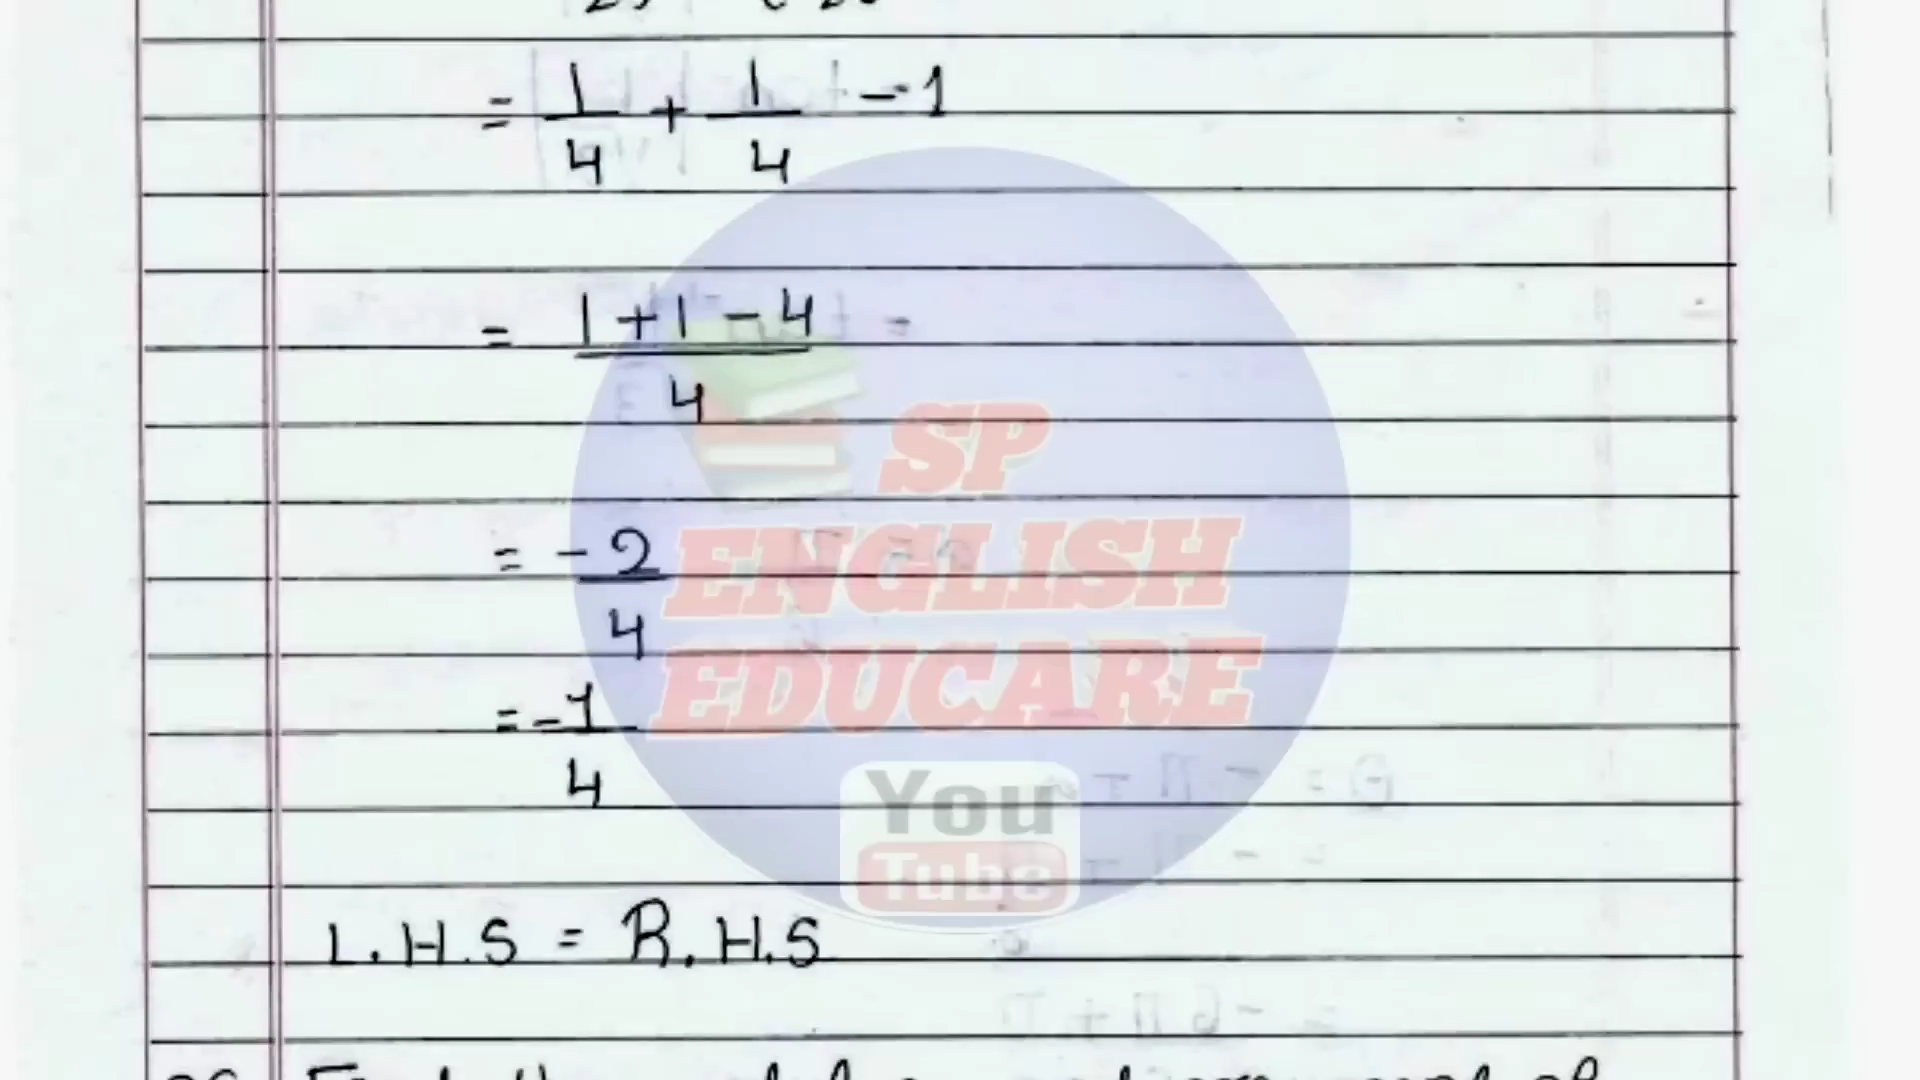 = 1/4 + 1/4 - 1
= 1+1-4/4
= -2/4
= -1/4
L.H.S = R.H.S
SP
ENGLISH
EDUCARE
You
Tube